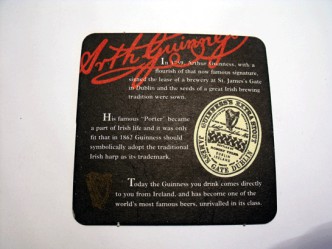 Arth Guinness
In 1759, Arthur Guinness, with a
flourish of that now famous signature,
signed the lease of a brewery at St. James's Gate
in Dublin and the seeds of a great Irish brewing
tradition were sown.
His famous "Porter" became
a part of Irish life and it was only
fit that in 1862 Guinness should
symbolically adopt the traditional
Irish harp as its trademark.
GUINNESS'S EXTRA STOUT
JAMES'S GATE DUBLIN
Today the Guinness you drink comes directly
to you from Ireland, and has become one of the
world's most famous beers, unrivalled in its class.